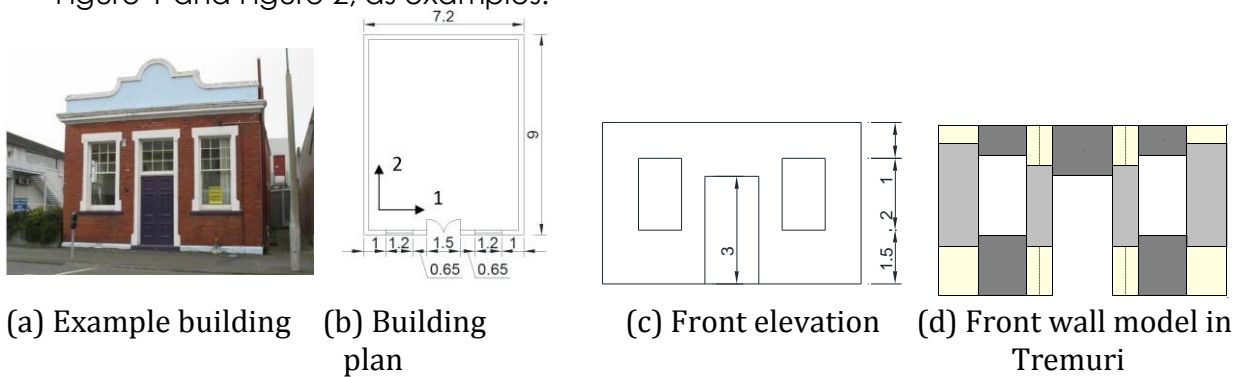 Figure 1 and Figure 2, as examples.
7.2
9
2
1
1 1.2 1.5 1.2 1
0.65 0.65
3
1
2
1.5
(a) Example building (b) Building plan
(c) Front elevation (d) Front wall model in Tremuri